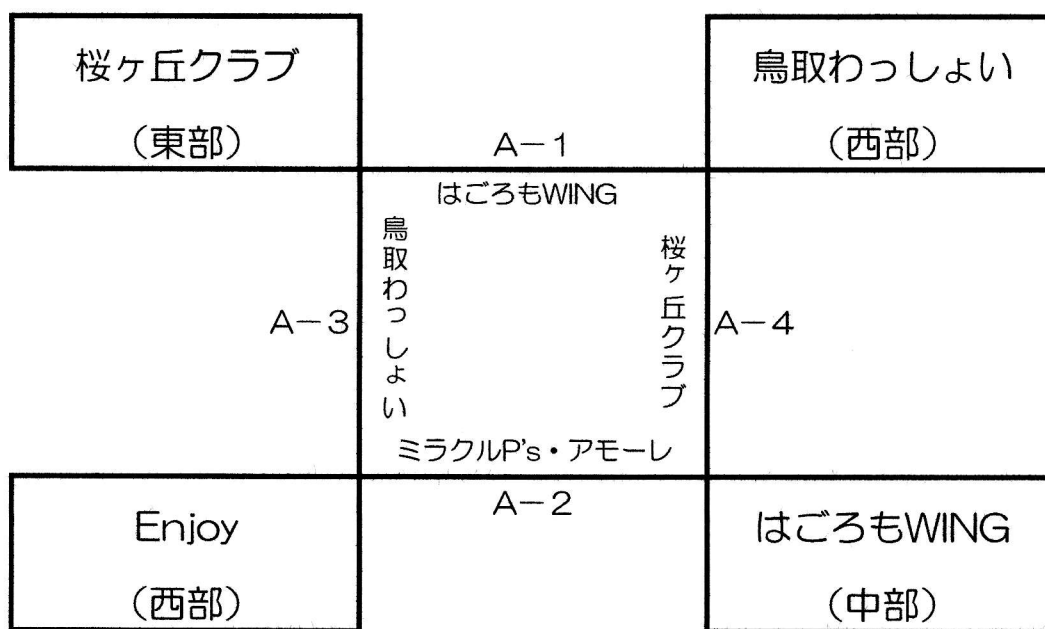 桜ヶ丘クラブ
（東部）
鳥取わっしょい
（西部）
A－1
はごろもWING
鳥取わっしょい
桜ヶ丘クラブ
A－3
A－4
ミラクルP's・アモーレ
A－2
Enjoy
（西部）
はごろもWING
（中部）